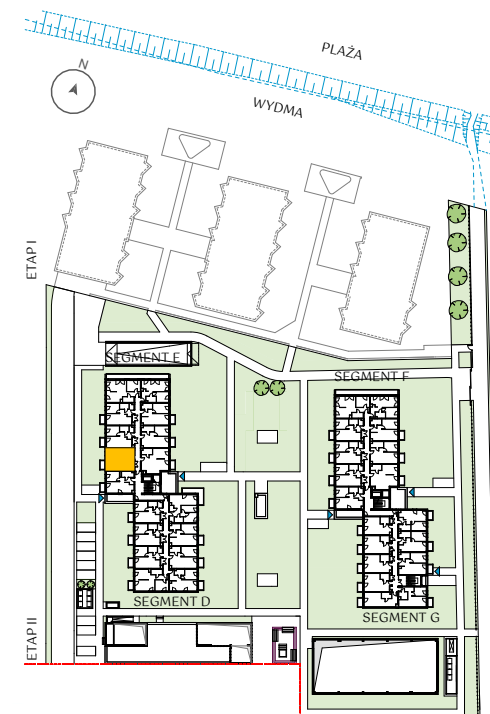 PLAŻA
N
WYDMA
ETAP I
SEGMENT E
SEGMENT F
SEGMENT D
SEGMENT G
ETAP II